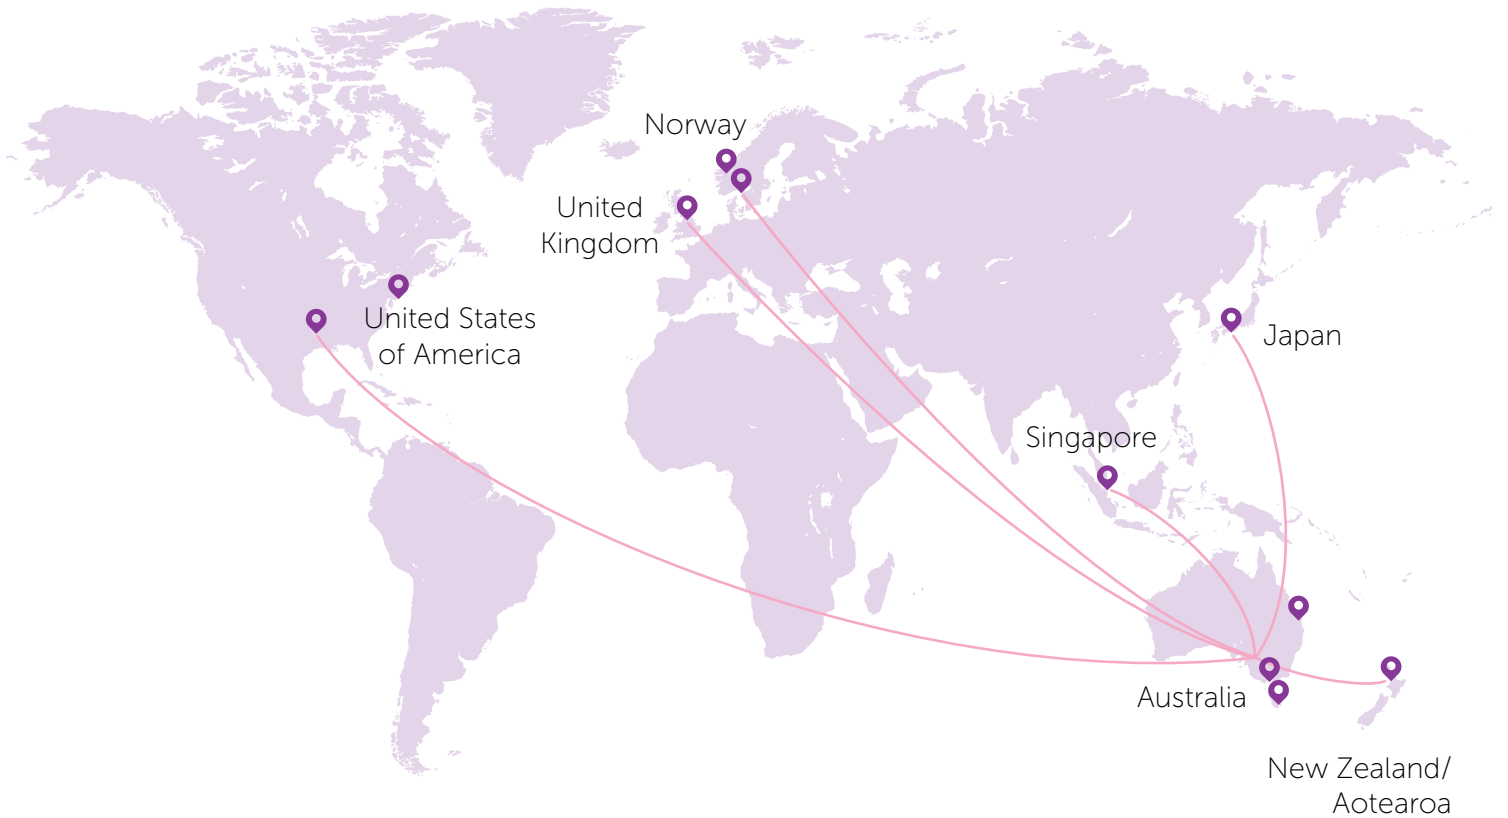 Norway
United
Kingdom
United States
of America
Japan
Singapore
Australia
New Zealand/
Aotearoa